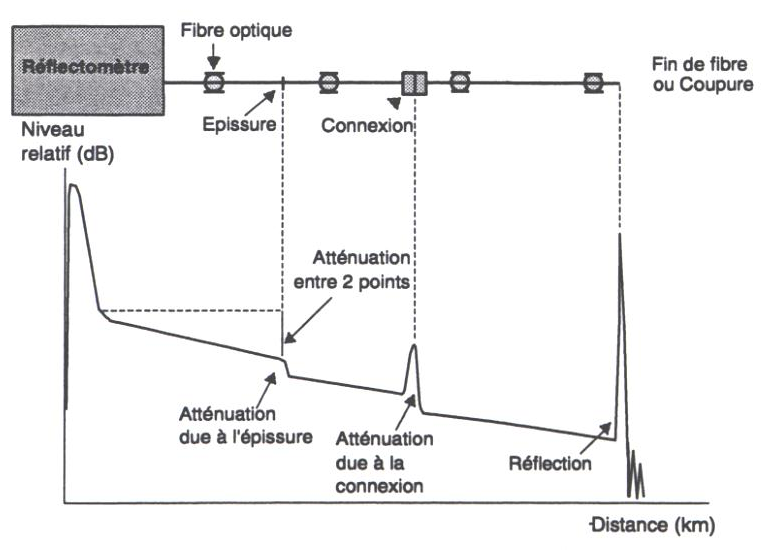 Fibre optique
Réflectomètre
Fin de fibre
ou Coupure
Epissure
Connexion
Niveau
relatif (dB)
Atténuation
entre 2 points
Atténuation
due à l'épissure
Atténuation
due à la
connexion
Réflection
Distance (km)